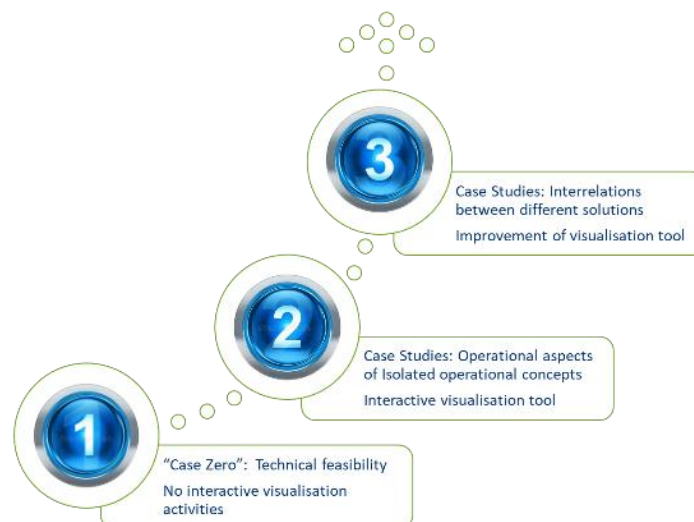 3
Case Studies: Interrelations
between different solutions
Improvement of visualisation tool
2
Case Studies: Operational aspects
of Isolated operational concepts
Interactive visualisation tool
1
“Case Zero”: Technical feasibility
No interactive visualisation
activities